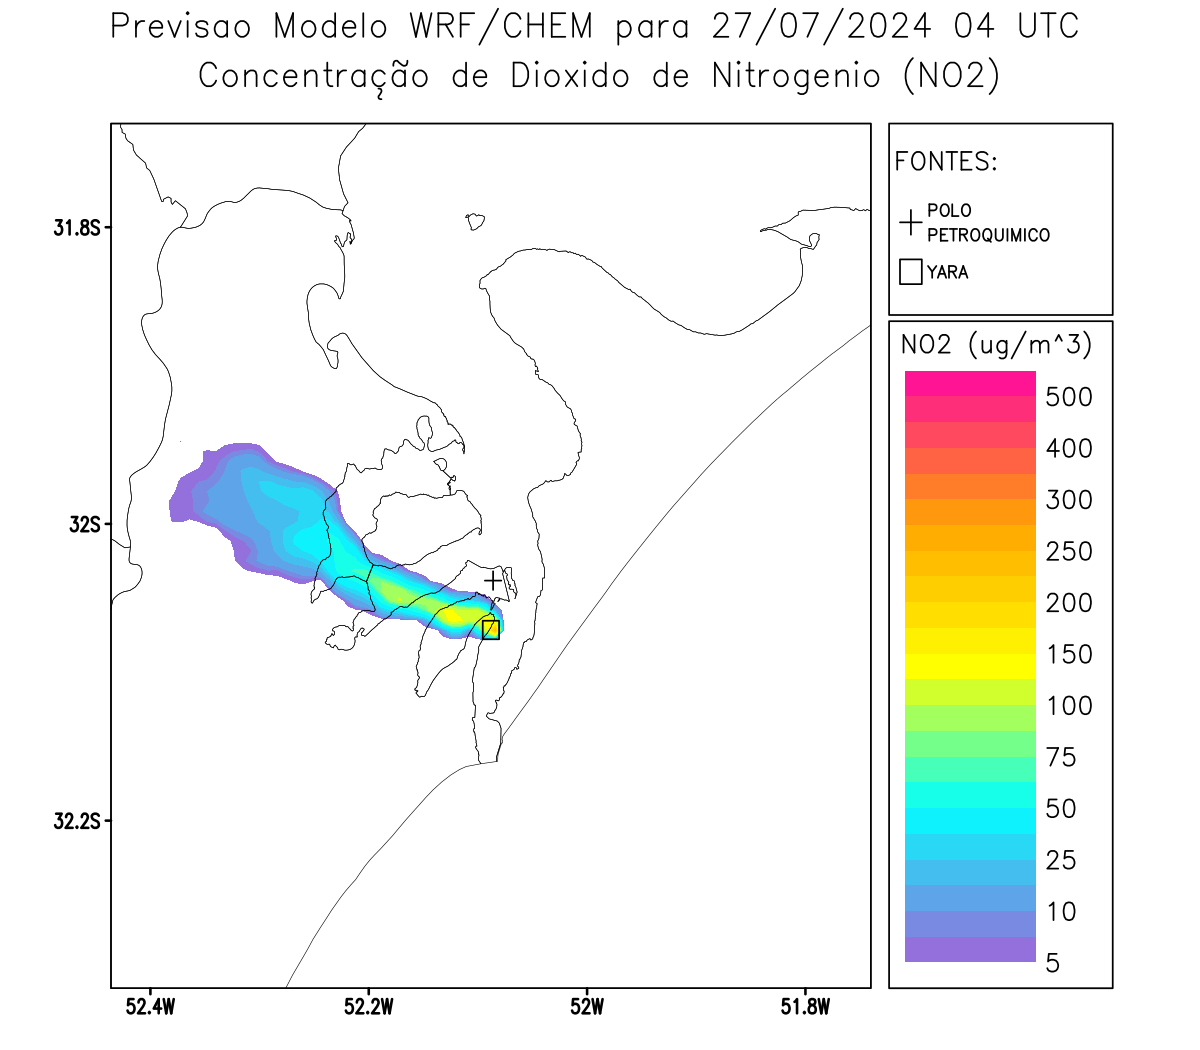 Previsao Modelo WRF/CHEM para 27/07/2024 04 UTC
Concentração de Dioxido de Nitrogenio (NO2)
FONTES:
POLO
PETROQUIMICO
YARA
31.8S
32S
32.2S
52.4W
52.2W
52W
51.8W
NO2 (ug/m^3)
500
400
300
250
200
150
100
75
50
25
10
5